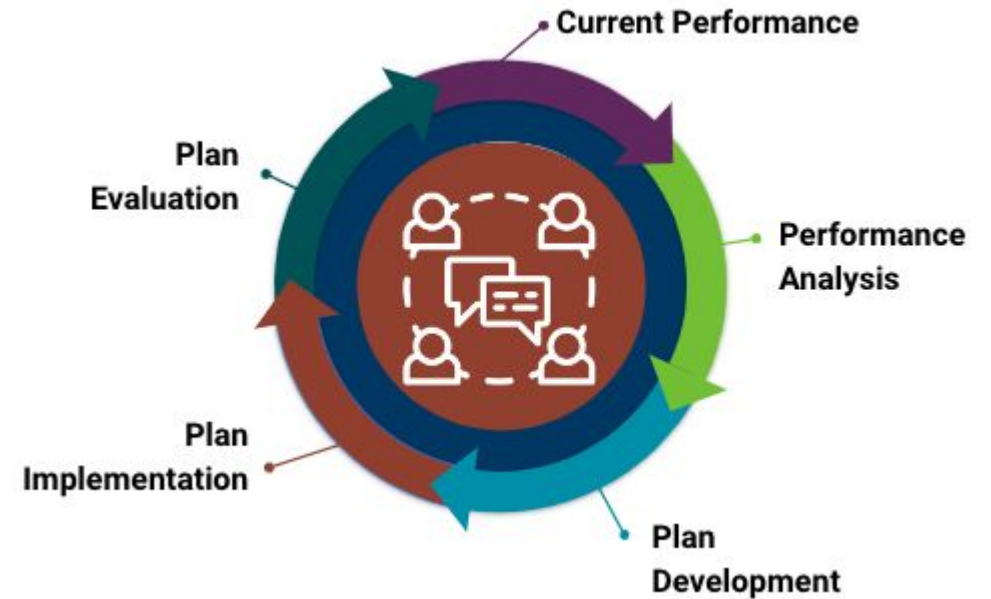 Current Performance
Performance
Analysis
Plan
Development
Plan
Implementation
Plan
Evaluation